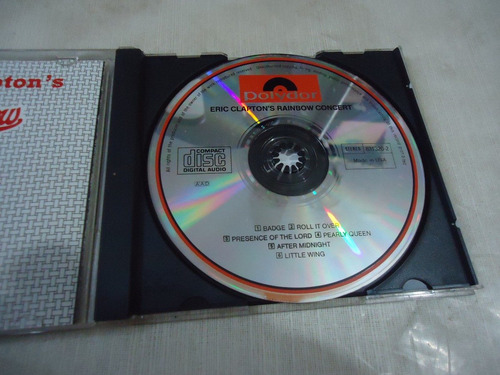 pton's
polydor
ERIC CLAPTON'S RAINBOW CONCERT
COMPACT
disc
DIGITAL AUDIO
Made in USA
1 BADGE 2 ROLL IT OVER
3 PRESENCE OF THE LORD 4 PEARLY QUEEN
5 AFTER MIDNIGHT
6 LITTLE WING